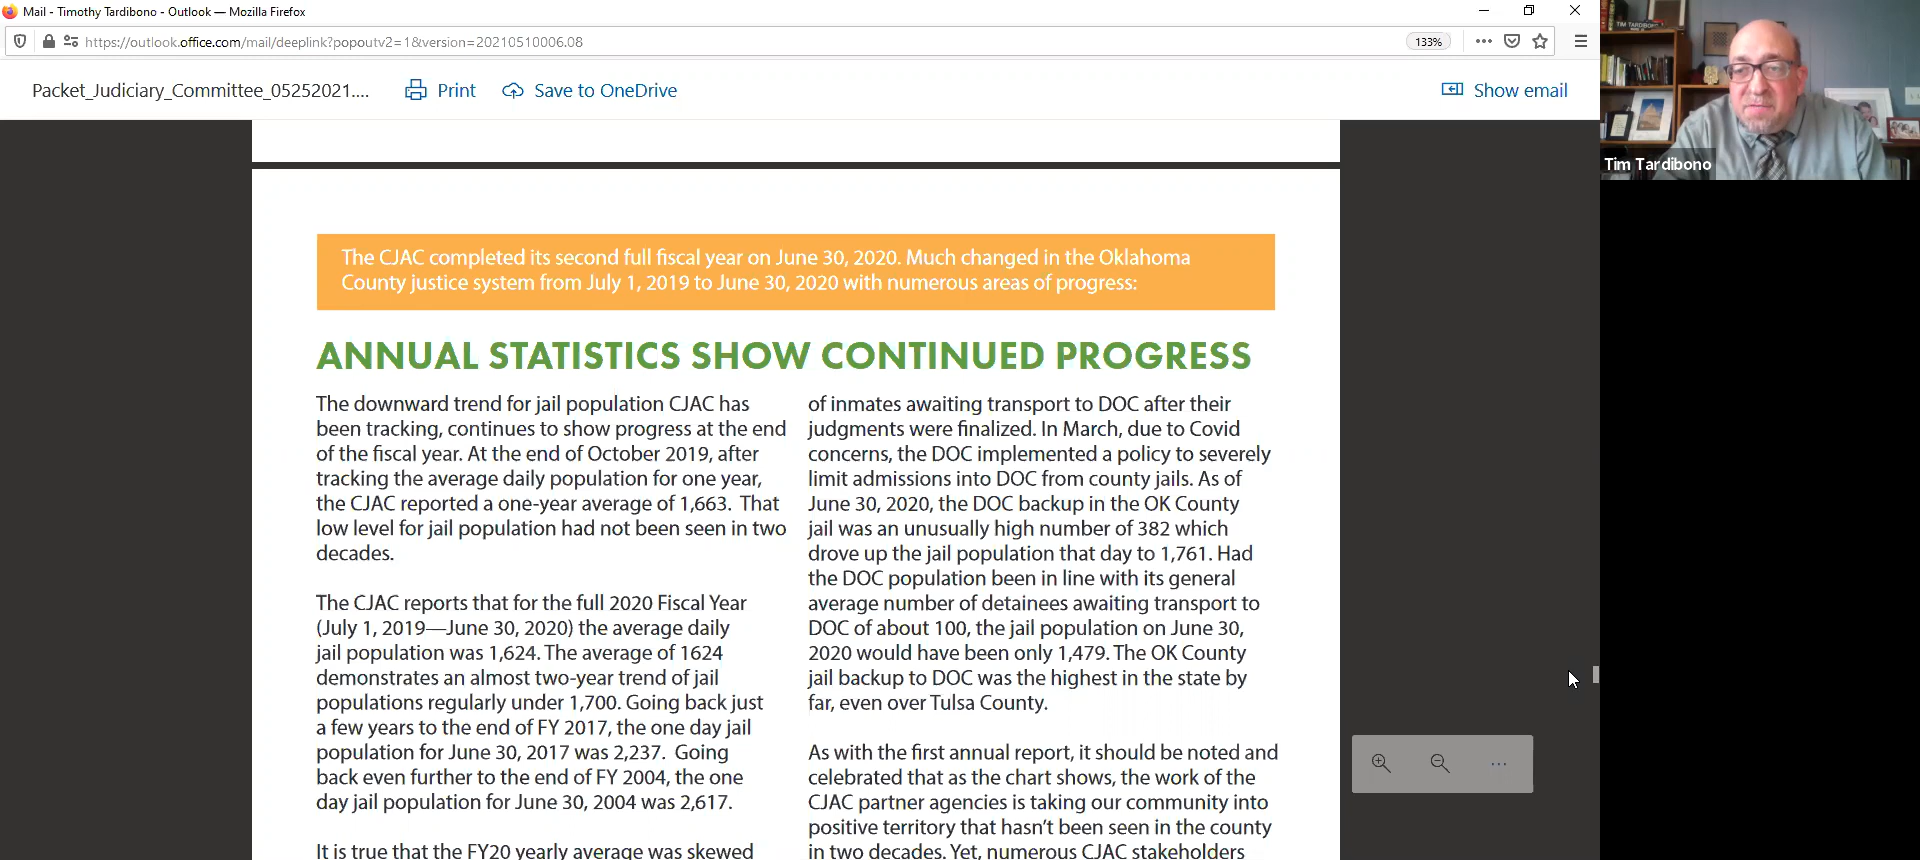 Mail - Timothy Tardibono - Outlook — Mozilla Firefox
https://outlook.office.com/mail/deeplink?popoutv2=1&version=20210510006.08
133%
Packet_Judiciary_Committee_05252021....
Print
Save to OneDrive
Show email
TIM TARDIBONO
Tim Tardibono
The CJAC completed its second full fiscal year on June 30, 2020. Much changed in the Oklahoma
County justice system from July 1, 2019 to June 30, 2020 with numerous areas of progress:
ANNUAL STATISTICS SHOW CONTINUED PROGRESS
The downward trend for jail population CJAC has
been tracking, continues to show progress at the end
of the fiscal year. At the end of October 2019, after
tracking the average daily population for one year,
the CJAC reported a one-year average of 1,663. That
low level for jail population had not been seen in two
decades.
The CJAC reports that for the full 2020 Fiscal Year
(July 1, 2019—June 30, 2020) the average daily
jail population was 1,624. The average of 1624
demonstrates an almost two-year trend of jail
populations regularly under 1,700. Going back just
a few years to the end of FY 2017, the one day jail
population for June 30, 2017 was 2,237. Going
back even further to the end of FY 2004, the one
day jail population for June 30, 2004 was 2,617.
It is true that the FY20 yearly average was skewed
of inmates awaiting transport to DOC after their
judgments were finalized. In March, due to Covid
concerns, the DOC implemented a policy to severely
limit admissions into DOC from county jails. As of
June 30, 2020, the DOC backup in the OK County
jail was an unusually high number of 382 which
drove up the jail population that day to 1,761. Had
the DOC population been in line with its general
average number of detainees awaiting transport to
DOC of about 100, the jail population on June 30,
2020 would have been only 1,479. The OK County
jail backup to DOC was the highest in the state by
far, even over Tulsa County.
As with the first annual report, it should be noted and
celebrated that as the chart shows, the work of the
CJAC partner agencies is taking our community into
positive territory that hasn't been seen in the county
in two decades. Yet, numerous CJAC stakeholders